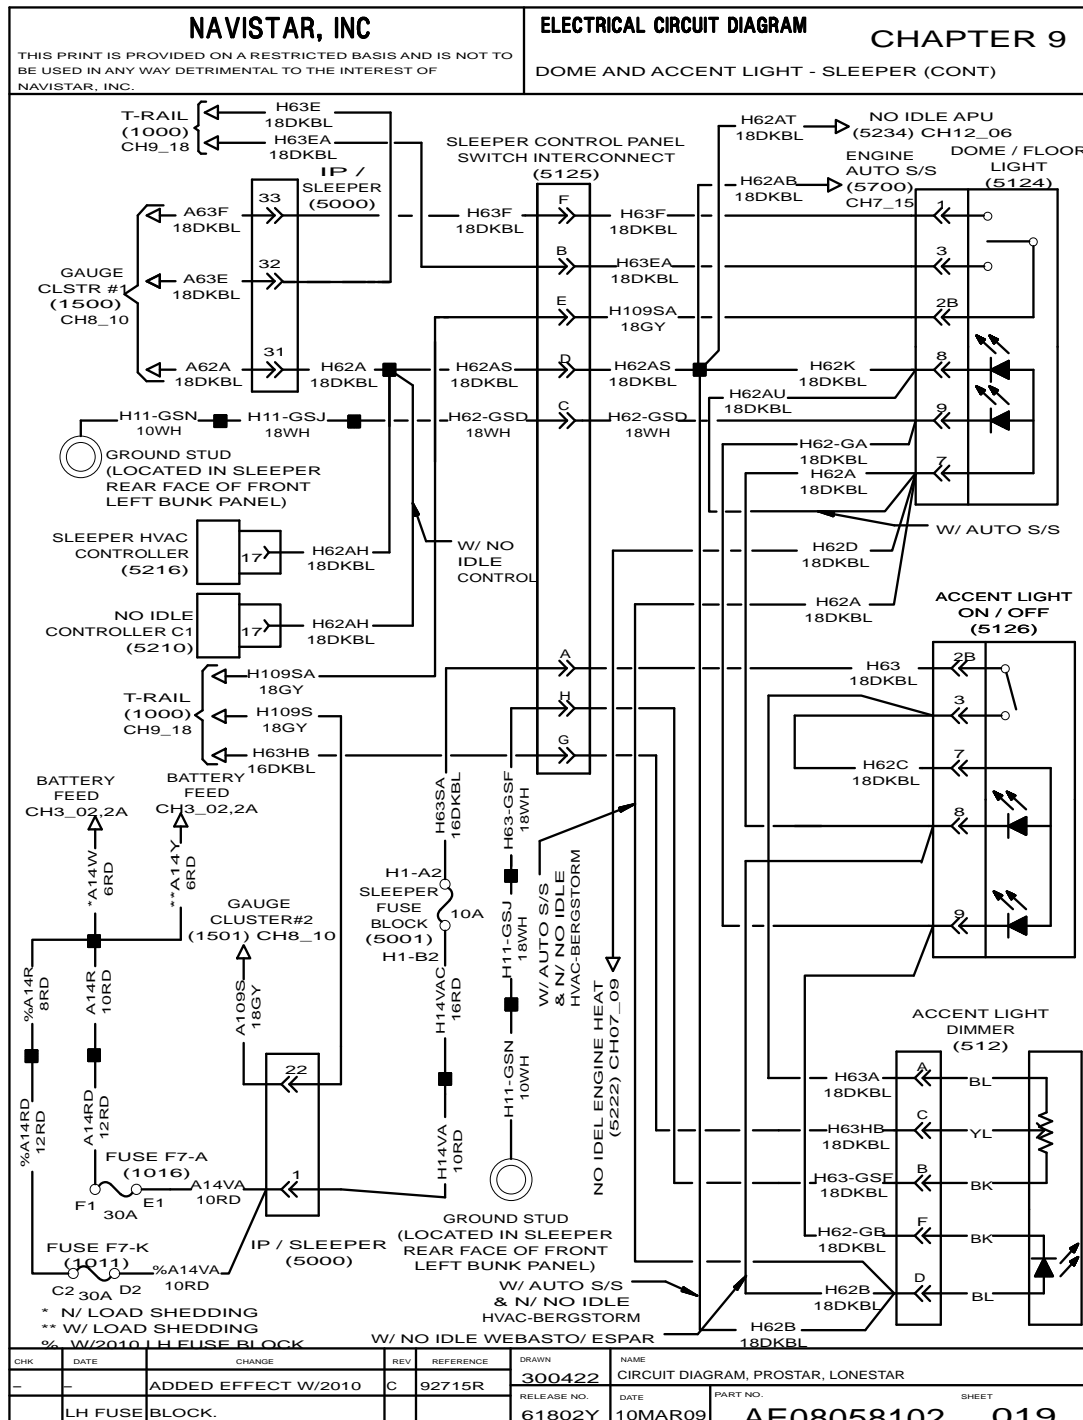 NAVISTAR, INC
THIS PRINT IS PROVIDED ON A RESTRICTED BASIS AND IS NOT TO
BE USED IN ANY WAY DETRIMENTAL TO THE INTEREST OF
NAVISTAR, INC.
ELECTRICAL CIRCUIT DIAGRAM
CHAPTER 9
DOME AND ACCENT LIGHT - SLEEPER (CONT)
T-RAIL
(1000)
CH9_18
H63E
18DKBL
H63EA
18DKBL
IP /
SLEEPER
(5000)
33
32
31
GAUGE
CLSTR #1
(1500)
CH8_10
A63F
18DKBL
A63E
18DKBL
A62A
18DKBL
SLEEPER CONTROL PANEL
SWITCH INTERCONNECT
(5125)
F
B
E
D
C
A
H
G
H63F
18DKBL
H63F
18DKBL
H63EA
18DKBL
H109SA
18GY
H62A
18DKBL
H62AS
18DKBL
H62AS
18DKBL
H62AT
18DKBL
NO IDLE APU
(5234) CH12_06
H62AB
18DKBL
ENGINE
AUTO S/S
(5700)
CH7_15
DOME / FLOOR
LIGHT
(5124)
1
3
2B
8
9
7
H62K
18DKBL
H62AU
18DKBL
H11-GSN
10WH
H11-GSJ
18WH
H62-GSD
18WH
H62-GSD
18WH
H62-GA
18DKBL
H62A
18DKBL
GROUND STUD
(LOCATED IN SLEEPER
REAR FACE OF FRONT
LEFT BUNK PANEL)
W/ AUTO S/S
SLEEPER HVAC
CONTROLLER
(5216)
17
H62AH
18DKBL
W/ NO
IDLE
CONTROL
H62D
18DKBL
NO IDLE
CONTROLLER C1
(5210)
17
H62AH
18DKBL
H62A
18DKBL
ACCENT LIGHT
ON / OFF
(5126)
2B
3
7
8
9
H63
18DKBL
H62C
18DKBL
T-RAIL
(1000)
CH9_18
H109SA
18GY
H109S
18GY
H63HB
16DKBL
BATTERY
FEED
CH3_02,2A
BATTERY
FEED
CH3_02,2A
*A14W
6RD
**A14Y
6RD
GAUGE
CLUSTER#2
(1501) CH8_10
A109S
18GY
%A14R
8RD
A14R
10RD
%A14RD
12RD
A14RD
12RD
H63SA
16DKBL
H1-A2
SLEEPER
FUSE
BLOCK
(5001)
H1-B2
10A
H14VAC
16RD
H14VA
10RD
H63-GSF
18WH
H11-GSJ
18WH
H11-GSN
10WH
W/ AUTO S/S
& N/ NO IDLE
HVAC-BERGSTORM
NO IDEL ENGINE HEAT
(5222) CH07_09
ACCENT LIGHT
DIMMER
(512)
A
C
B
F
D
H63A
18DKBL
BL
H63HB
18DKBL
YL
H63-GSF
18DKBL
BK
H62-GB
18DKBL
BK
H62B
18DKBL
BL
22
1
FUSE F7-A
(1016)
F1
30A
E1
A14VA
10RD
FUSE F7-K
(1011)
C2
30A
D2
%A14VA
10RD
IP / SLEEPER
(5000)
GROUND STUD
(LOCATED IN SLEEPER
REAR FACE OF FRONT
LEFT BUNK PANEL)
W/ AUTO S/S
& N/ NO IDLE
HVAC-BERGSTORM
W/ NO IDLE WEBASTO/ ESPAR
H62B
18DKBL
* N/ LOAD SHEDDING
** W/ LOAD SHEDDING
% W/2010 LH FUSE BLOCK
CHK DATE CHANGE REV REFERENCE
- - ADDED EFFECT W/2010 C 92715R
LH FUSE BLOCK.
DRAWN
300422
NAME
CIRCUIT DIAGRAM, PROSTAR, LONESTAR
RELEASE NO.
61802Y
DATE
10MAR09
PART NO.
AE08058102
SHEET
019